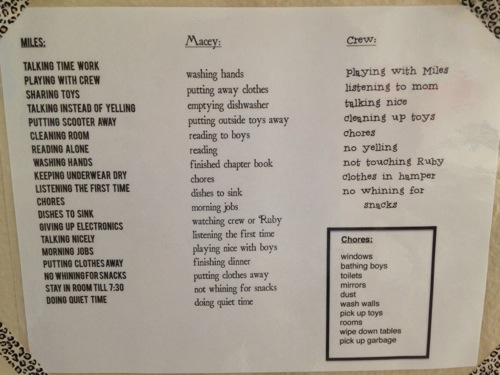 MILES:
TALKING TIME WORK
PLAYING WITH CREW
SHARING TOYS
TALKING INSTEAD OF YELLING
PUTTING SCOOTER AWAY
CLEANING ROOM
READING ALONE
WASHING HANDS
KEEPING UNDERWEAR DRY
LISTENING THE FIRST TIME
CHORES
DISHES TO SINK
GIVING UP ELECTRONICS
TALKING NICELY
MORNING JOBS
PUTTING CLOTHES AWAY
NO WHINING FOR SNACKS
STAY IN ROOM TILL 7:30
DOING QUIET TIME
Macey:
washing hands
putting away clothes
emptying dishwasher
putting outside toys away
reading to boys
reading
finished chapter book
chores
dishes to sink
morning jobs
watching crew or Ruby
listening the first time
playing nice with boys
finishing dinner
putting clothes away
not whining for snacks
doing quiet time
Crew:
playing with Miles
listening to mom
talking nice
cleaning up toys
chores
no yelling
not touching Ruby
clothes in hamper
no whining for
snacks
Chores:
windows
bathing boys
toilets
mirrors
dust
wash walls
pick up toys
rooms
wipe down tables
pick up garbage